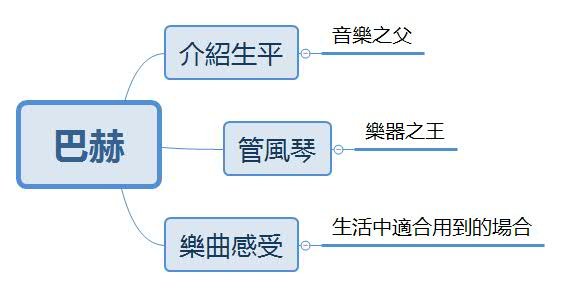 巴赫
介紹生平
音樂之父
管風琴
樂器之王
樂曲感受
生活中適合用到的場合